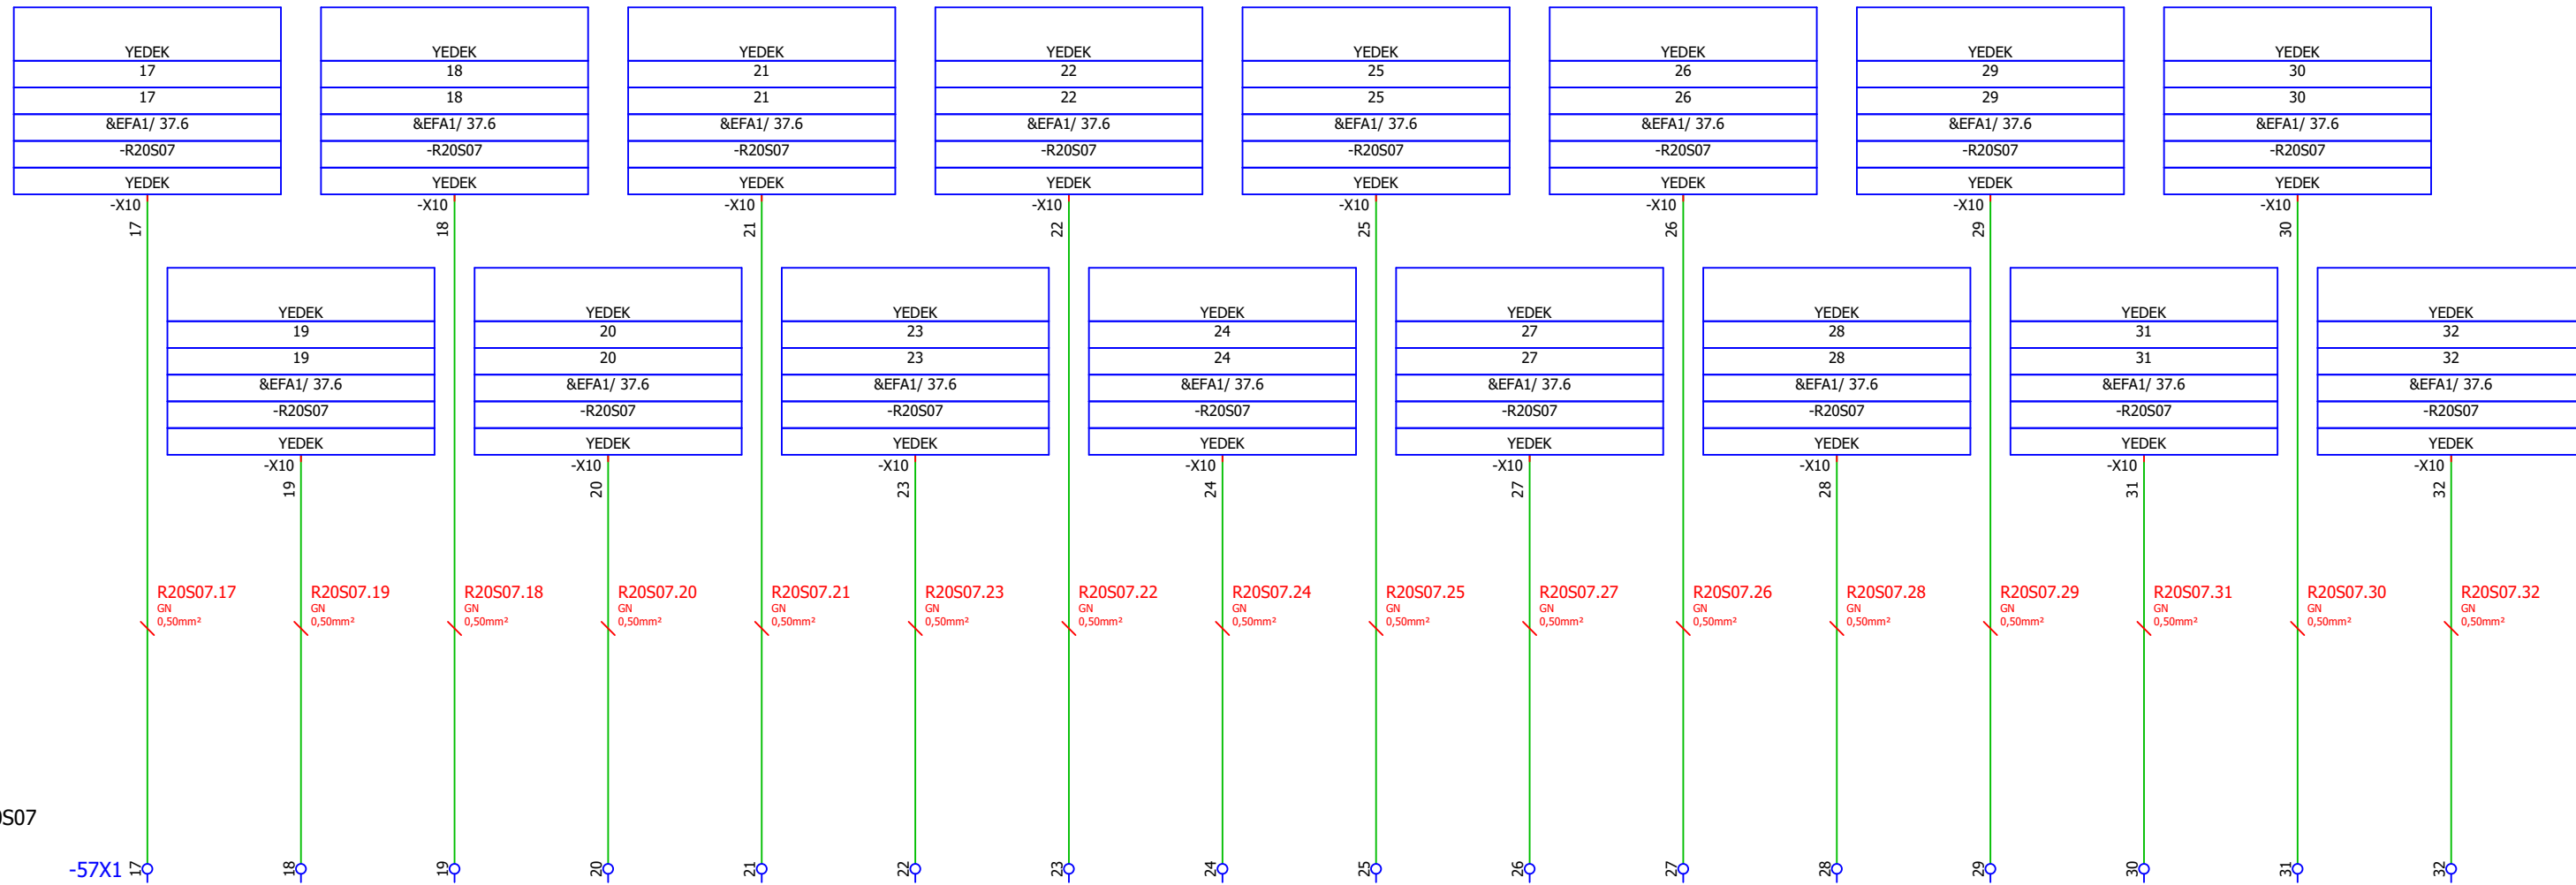 YEDEK YEDEK YEDEK YEDEK YEDEK YEDEK YEDEK YEDEK
17 18 21 22 25 26 29 30
17 18 21 22 25 26 29 30
&EFA1/ 37.6 &EFA1/ 37.6 &EFA1/ 37.6 &EFA1/ 37.6 &EFA1/ 37.6 &EFA1/ 37.6 &EFA1/ 37.6 &EFA1/ 37.6
-R20S07 -R20S07 -R20S07 -R20S07 -R20S07 -R20S07 -R20S07 -R20S07
YEDEK YEDEK YEDEK YEDEK YEDEK YEDEK YEDEK YEDEK
-X10 -X10 -X10 -X10 -X10 -X10 -X10 -X10
17 18 21 22 25 26 29 30
YEDEK YEDEK YEDEK YEDEK YEDEK YEDEK YEDEK YEDEK
19 20 23 24 27 28 31 32
19 20 23 24 27 28 31 32
&EFA1/ 37.6 &EFA1/ 37.6 &EFA1/ 37.6 &EFA1/ 37.6 &EFA1/ 37.6 &EFA1/ 37.6 &EFA1/ 37.6 &EFA1/ 37.6
-R20S07 -R20S07 -R20S07 -R20S07 -R20S07 -R20S07 -R20S07 -R20S07
YEDEK YEDEK YEDEK YEDEK YEDEK YEDEK YEDEK YEDEK
-X10 -X10 -X10 -X10 -X10 -X10 -X10 -X10
19 20 23 24 27 28 31 32
R20S07.17 R20S07.19 R20S07.18 R20S07.20 R20S07.21 R20S07.23 R20S07.22 R20S07.24 R20S07.25 R20S07.27 R20S07.26 R20S07.28 R20S07.29 R20S07.31 R20S07.30 R20S07.32
GN GN GN GN GN GN GN GN GN GN GN GN GN GN GN GN
0,50mm² 0,50mm² 0,50mm² 0,50mm² 0,50mm² 0,50mm² 0,50mm² 0,50mm² 0,50mm² 0,50mm² 0,50mm² 0,50mm² 0,50mm² 0,50mm² 0,50mm² 0,50mm²
S07
-57X1 17 18 19 20 21 22 23 24 25 26 27 28 29 30 31 32